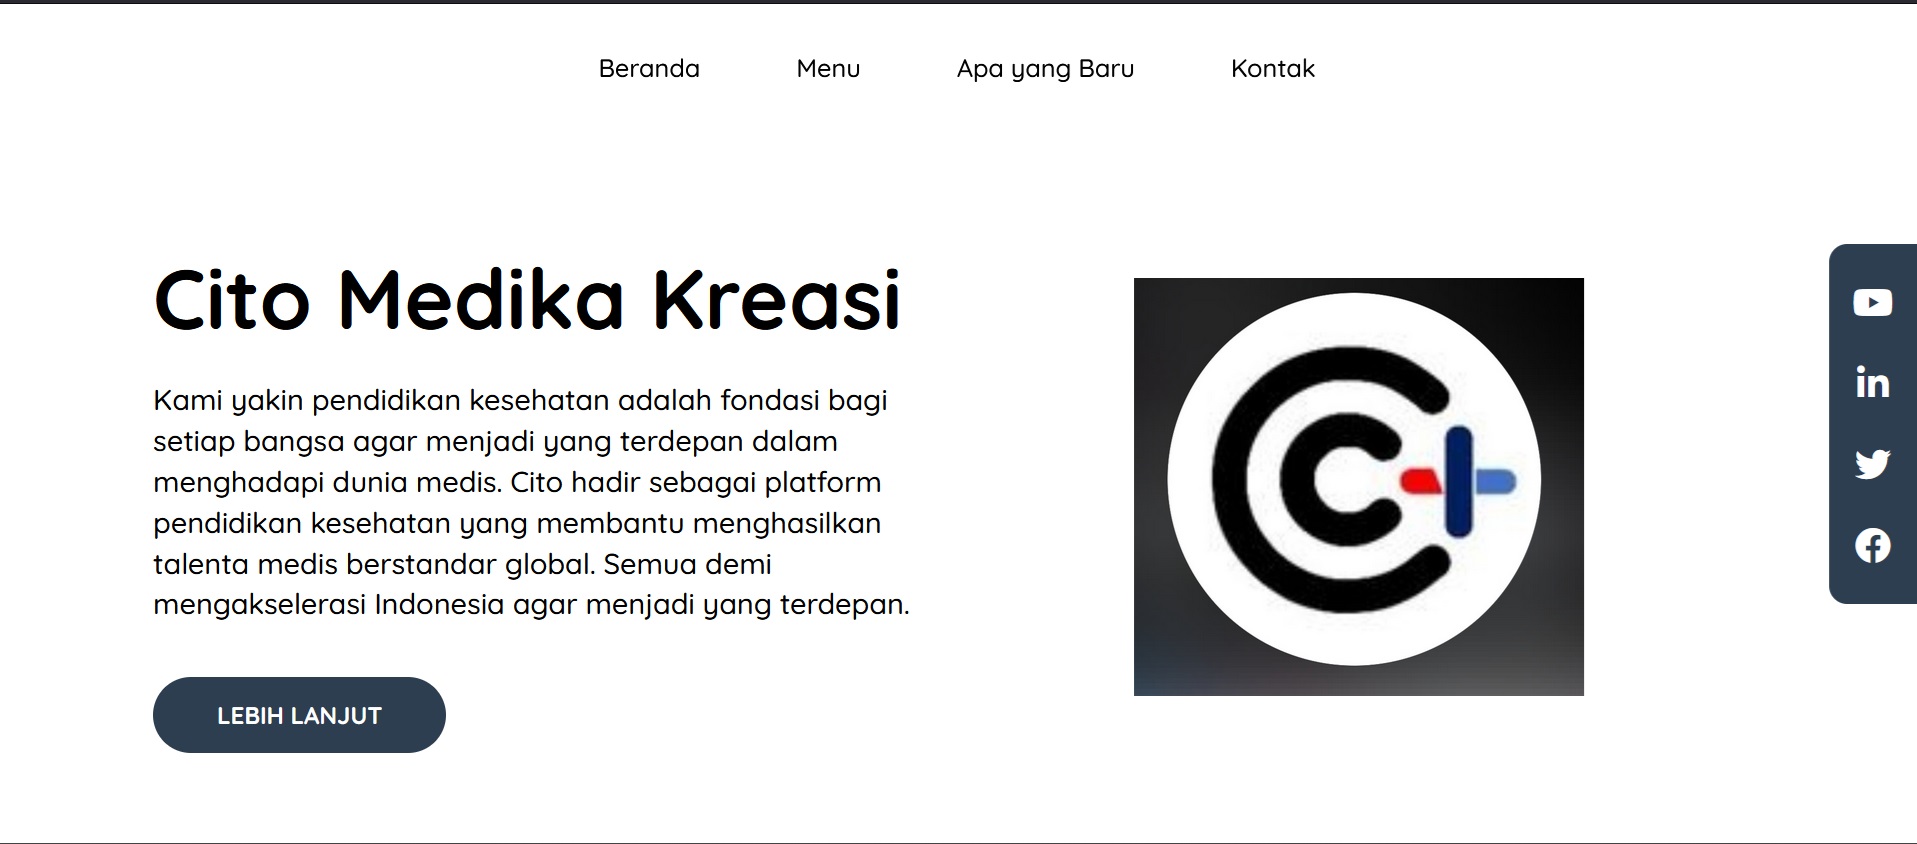 Beranda Menu Apa yang Baru Kontak
Cito Medika Kreasi
Kami yakin pendidikan kesehatan adalah fondasi bagi
setiap bangsa agar menjadi yang terdepan dalam
menghadapi dunia medis. Cito hadir sebagai platform
pendidikan kesehatan yang membantu menghasilkan
talenta medis berstandar global. Semua demi
mengakselerasi Indonesia agar menjadi yang terdepan.
LEBIH LANJUT
in